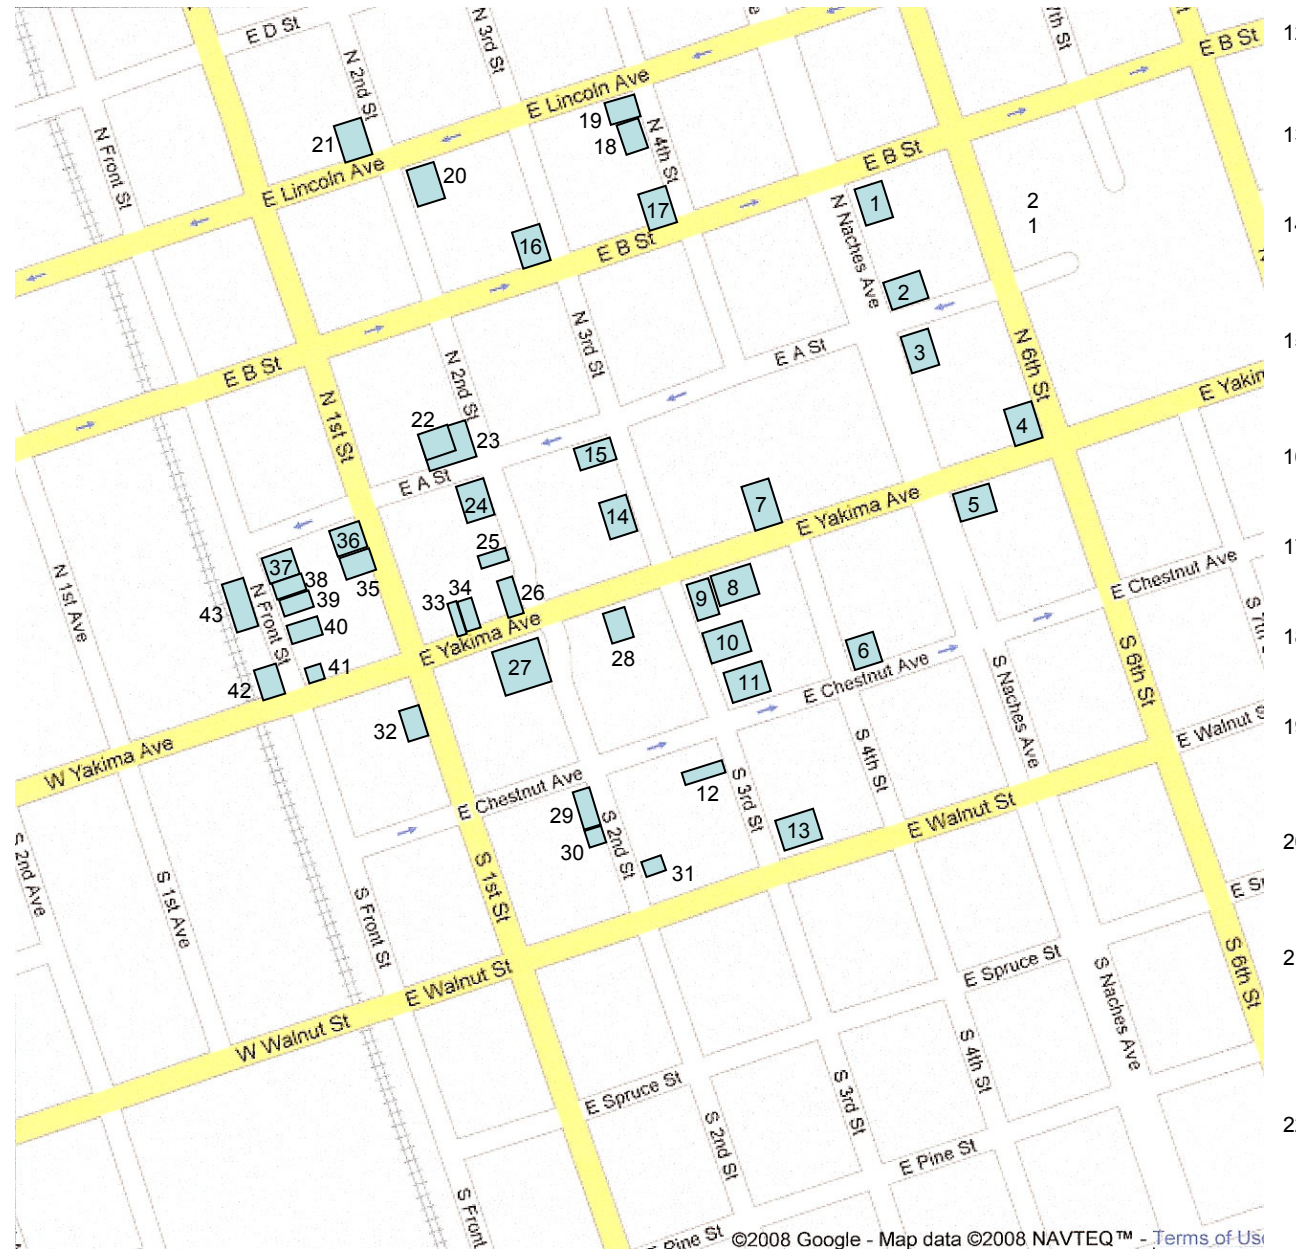 E D St
N 3rd St
E B St
N 2nd St
E Lincoln Ave
N Front St
N 4th St
19
18
21
20
E Lincoln Ave
E B St
N Naches Ave
1
2
1
17
16
E B St
2
N 3rd St
3
N 6th St
E A St
E B St
N 2nd St
N 1st St
22
23
4
E Yakim
15
E A St
24
14
7
E Yakima Ave
5
25
36
35
37
38
39
40
41
42
43
N Front St
N 1st Ave
33
34
26
E Yakima Ave
27
28
9
8
10
11
6
E Chestnut Ave
E Chestnut Ave
S 7th St
S 6th St
S Naches Ave
E Walnut S
32
W Yakima Ave
E Chestnut Ave
S 4th St
12
S 3rd St
13
E Walnut St
29
30
S 2nd St
31
S 2nd Ave
S 1st Ave
S Front St
S 1st St
S 6th St
E Spruce St
S Naches Ave
E Walnut St
W Walnut St
S 4th St
S 3rd St
E Spruce St
S 2nd St
E Pine St
S Front
Pine St
©2008 Google - Map data ©2008 NAVTEQ™ - Terms of Us